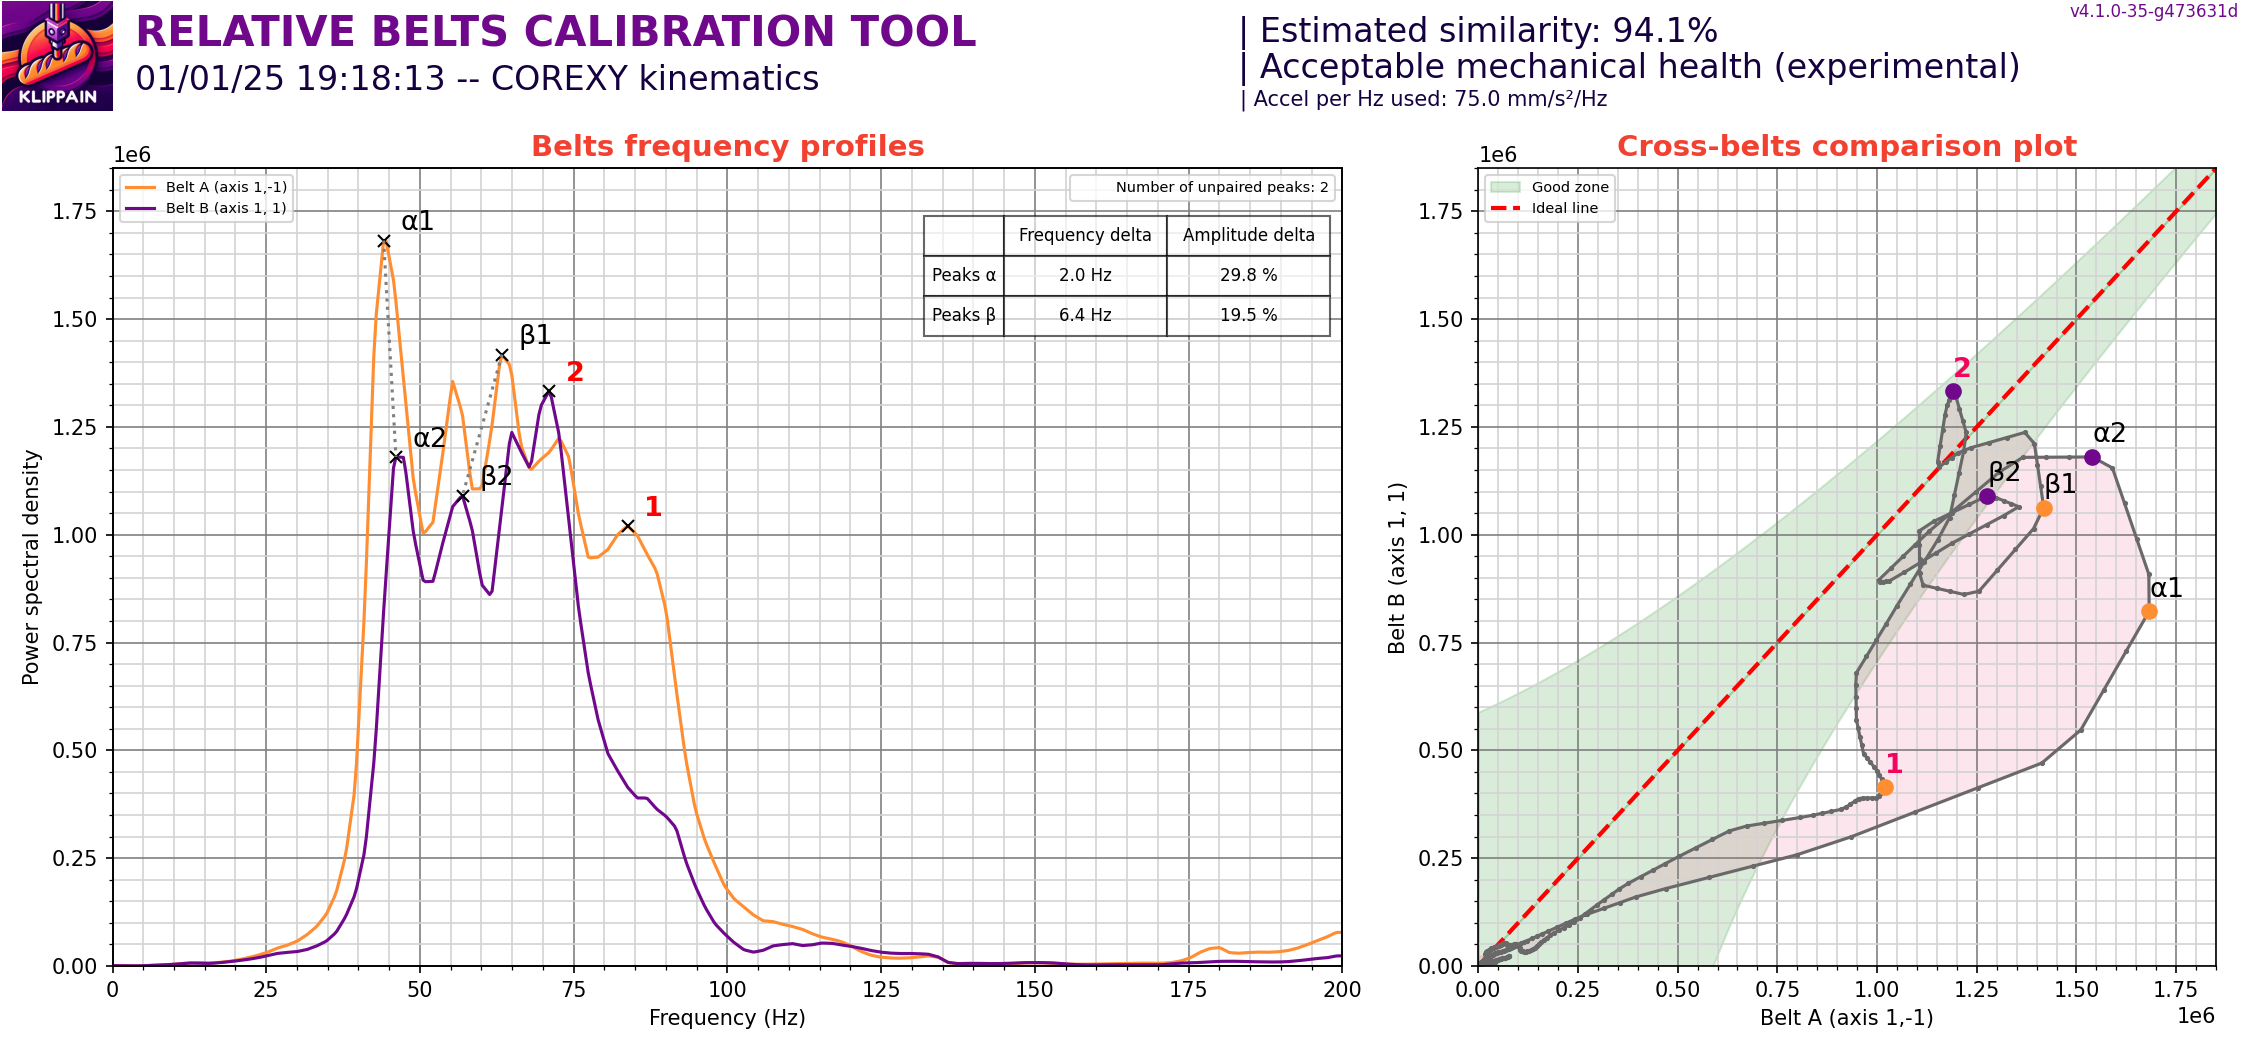 v4.1.0-35-g473631d
RELATIVE BELTS CALIBRATION TOOL
01/01/25 19:18:13 -- COREXY kinematics
KLIPPAIN
| Estimated similarity: 94.1%
| Acceptable mechanical health (experimental)
| Accel per Hz used: 75.0 mm/s²/Hz
Belts frequency profiles
1e6
Belt A (axis 1,-1)
Belt B (axis 1, 1)
Number of unpaired peaks: 2
Frequency delta Amplitude delta
Peaks α 2.0 Hz 29.8 %
Peaks β 6.4 Hz 19.5 %
α1
β1
2
α2
β2
1
Power spectral density
1.75
1.50
1.25
1.00
0.75
0.50
0.25
0.00
0 25 50 75 100 125 150 175 200
Frequency (Hz)
Cross-belts comparison plot
1e6
Good zone
Ideal line
2
α2
β2
β1
α1
1
Belt B (axis 1, 1)
1.75
1.50
1.25
1.00
0.75
0.50
0.25
0.00
0.00 0.25 0.50 0.75 1.00 1.25 1.50 1.75
Belt A (axis 1,-1)
1e6